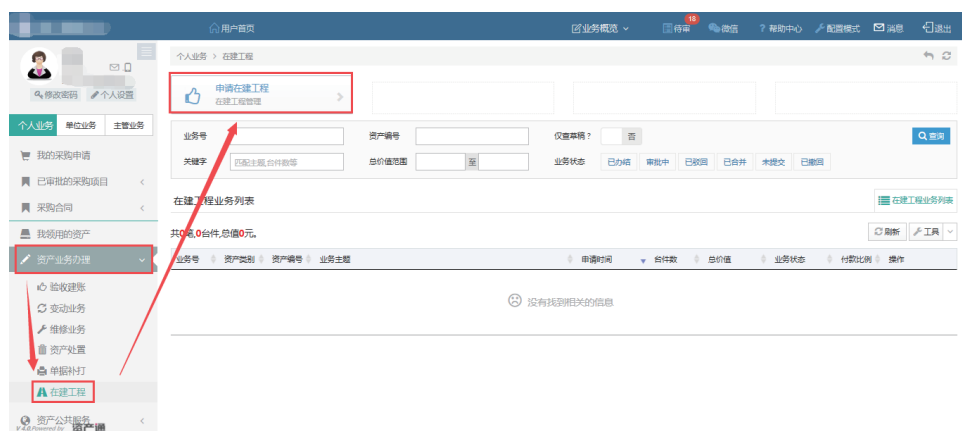 用户首页
业务概览
待审
18
微信
? 帮助中心
配置模式
消息
退出
个人业务 > 在建工程
修改密码
个人设置
申请在建工程
在建工程管理
个人业务
单位业务
主管业务
业务号
资产编号
仅查草稿？
否
查询
关键字
匹配主题,台件数等
总价值范围
至
业务状态
已办结
审批中
已驳回
已合并
未提交
已撤回
我的采购申请
已审批的采购项目
采购合同
我领用的资产
资产业务办理
验收建账
变动业务
维修业务
资产处置
单据补打
在建工程
资产公共服务
V 4.0 Powered by 资产通
在建工程业务列表
在建工程业务列表
共0笔,0台件,总值0元。
刷新
工具
业务号
资产类别
资产编号
业务主题
申请时间
台件数
总价值
业务状态
付款比例
操作
没有找到相关的信息